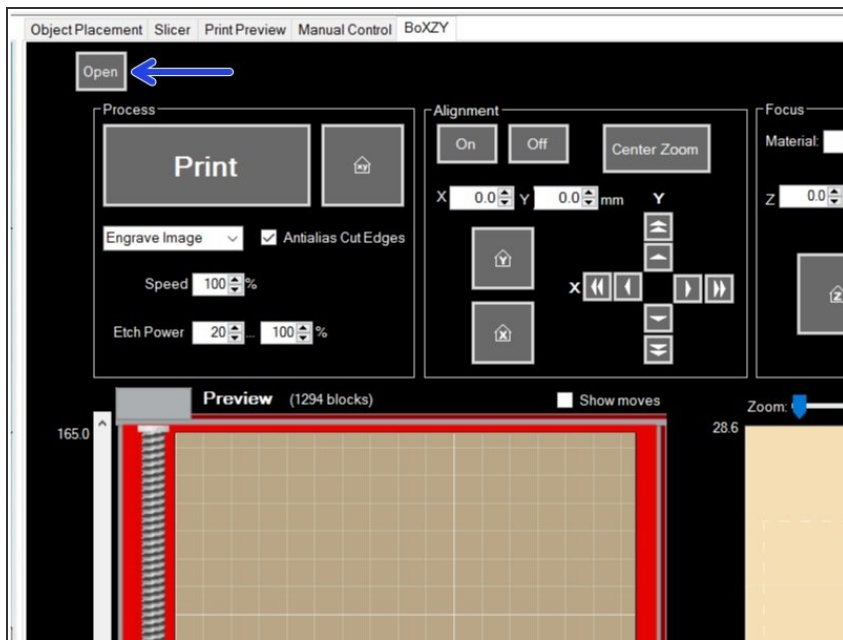 Object Placement Slicer Print Preview Manual Control BoXZY
Open
Process
Print
xy
Engrave Image
Antialias Cut Edges
Speed 100 %
Etch Power 20 ... 100 %
Alignment
On Off Center Zoom
X 0.0 Y 0.0 mm
Y
Y
X
X
Focus
Material:
Z 0.0
Z
Preview (1294 blocks) Show moves
Zoom:
165.0
28.6